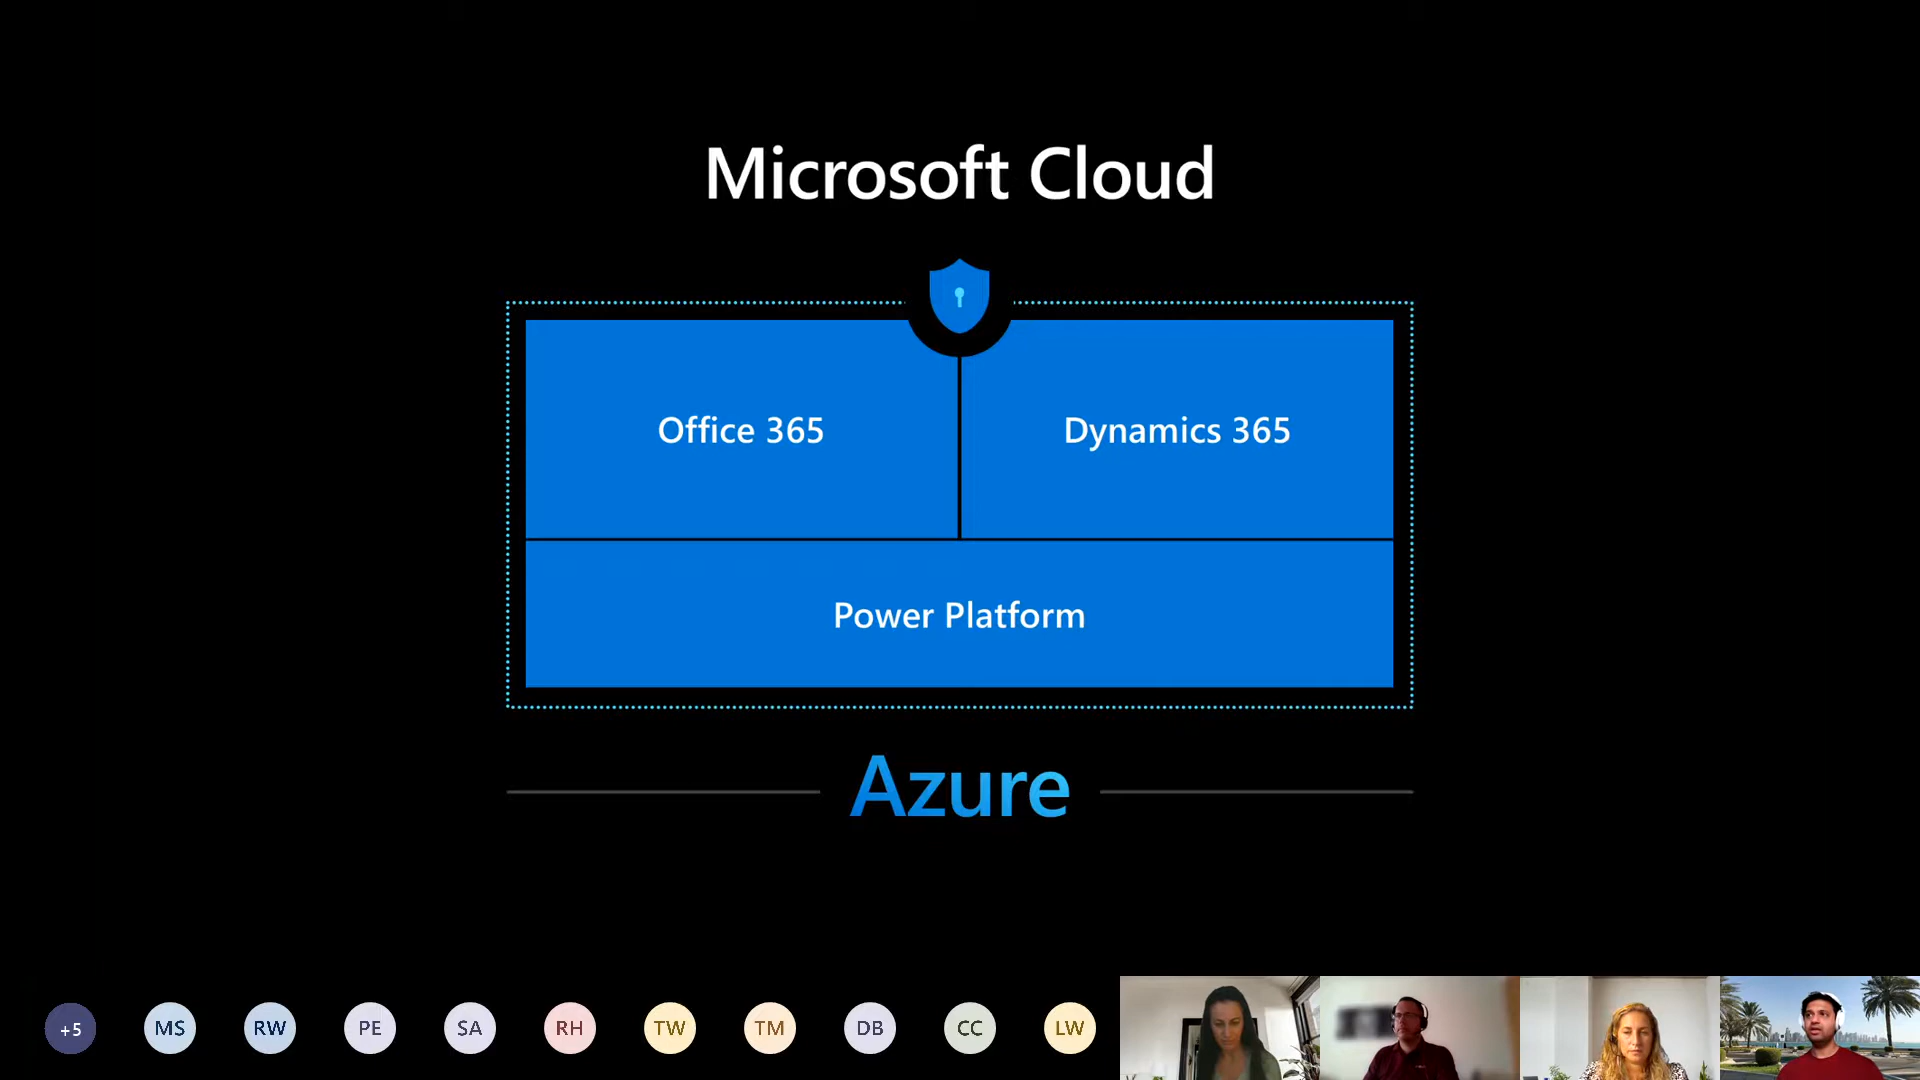 Microsoft Cloud
Office 365
Dynamics 365
Power Platform
Azure
+5
MS
RW
PE
SA
RH
TW
TM
DB
CC
LW